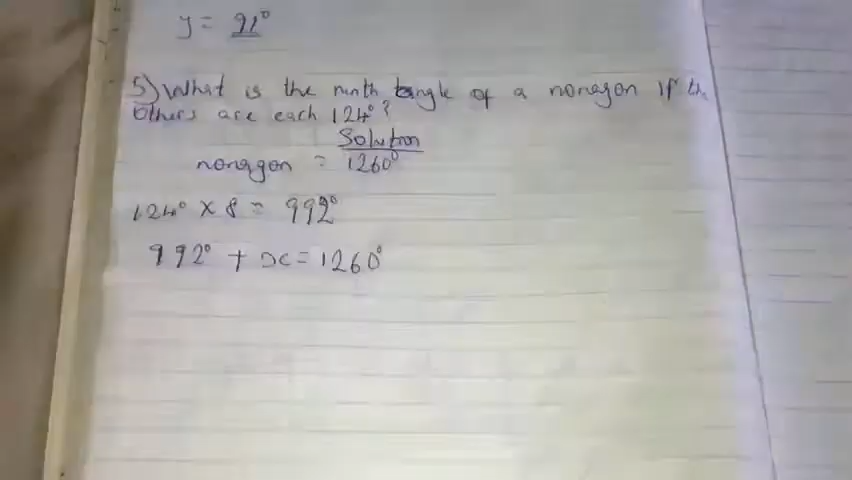 y = 91°
5) What is the ninth angle of a nonagon if the
others are each 124°?
Solution
nonagon = 1260°
124° × 8 = 992°
992° + x = 1260°